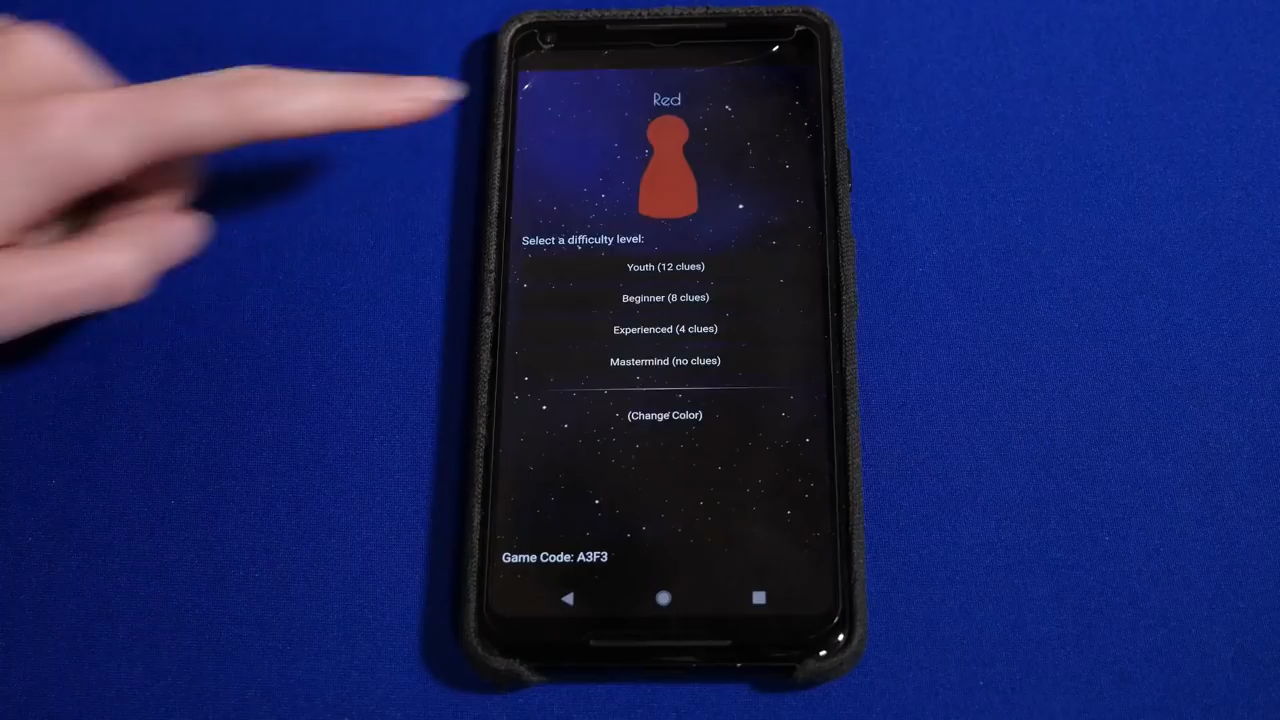 Red
Select a difficulty level:
Youth (12 clues)
Beginner (8 clues)
Experienced (4 clues)
Mastermind (no clues)
(Change Color)
Game Code: A3F3